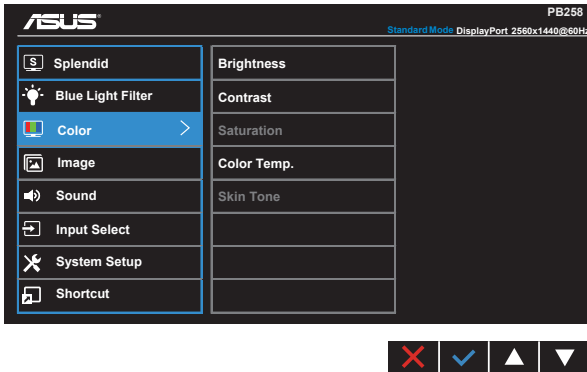 ASUS
PB258
Standard Mode DisplayPort 2560x1440@60Hz
S Splendid
Blue Light Filter
Color
Image
Sound
Input Select
System Setup
Shortcut
Brightness
Contrast
Saturation
Color Temp.
Skin Tone